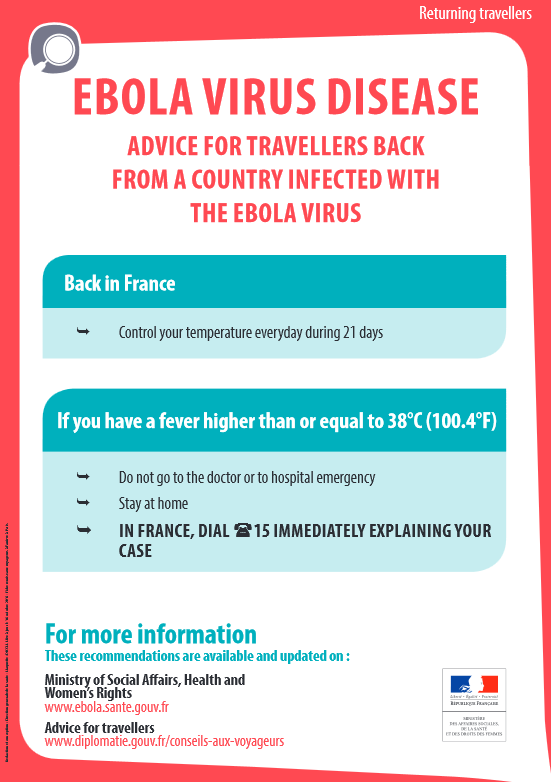 Returning travellers
EBOLA VIRUS DISEASE
ADVICE FOR TRAVELLERS BACK
FROM A COUNTRY INFECTED WITH
THE EBOLA VIRUS
Back in France
➥ Control your temperature everyday during 21 days
If you have a fever higher than or equal to 38°C (100.4°F)
➥ Do not go to the doctor or to hospital emergency
➥ Stay at home
➥ IN FRANCE, DIAL ☎15 IMMEDIATELY EXPLAINING YOUR
CASE
For more information
These recommendations are available and updated on :
Ministry of Social Affairs, Health and
Women's Rights
www.ebola.sante.gouv.fr
Advice for travellers
www.diplomatie.gouv.fr/conseils-aux-voyageurs
Liberté • Égalité • Fraternité
RÉPUBLIQUE FRANÇAISE
MINISTÈRE
DES AFFAIRES SOCIALES,
DE LA SANTÉ
ET DES DROITS DES FEMMES